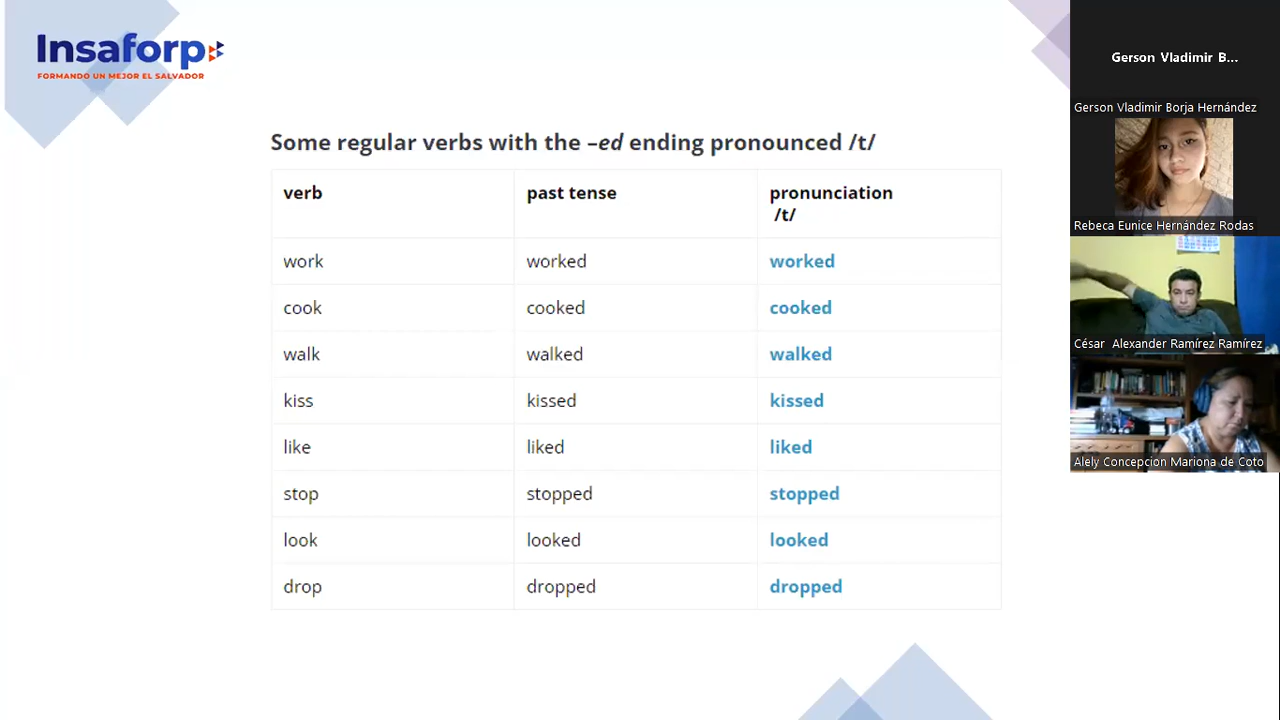 Insaforp
FORMANDO UN MEJOR EL SALVADOR
Some regular verbs with the –ed ending pronounced /t/
verb past tense pronunciation
/t/
work worked worked
cook cooked cooked
walk walked walked
kiss kissed kissed
like liked liked
stop stopped stopped
look looked looked
drop dropped dropped
Gerson Vladimir B...
Gerson Vladimir Borja Hernández
Rebeca Eunice Hernández Rodas
César Alexander Ramírez Ramírez
Alely Concepcion Mariona de Coto